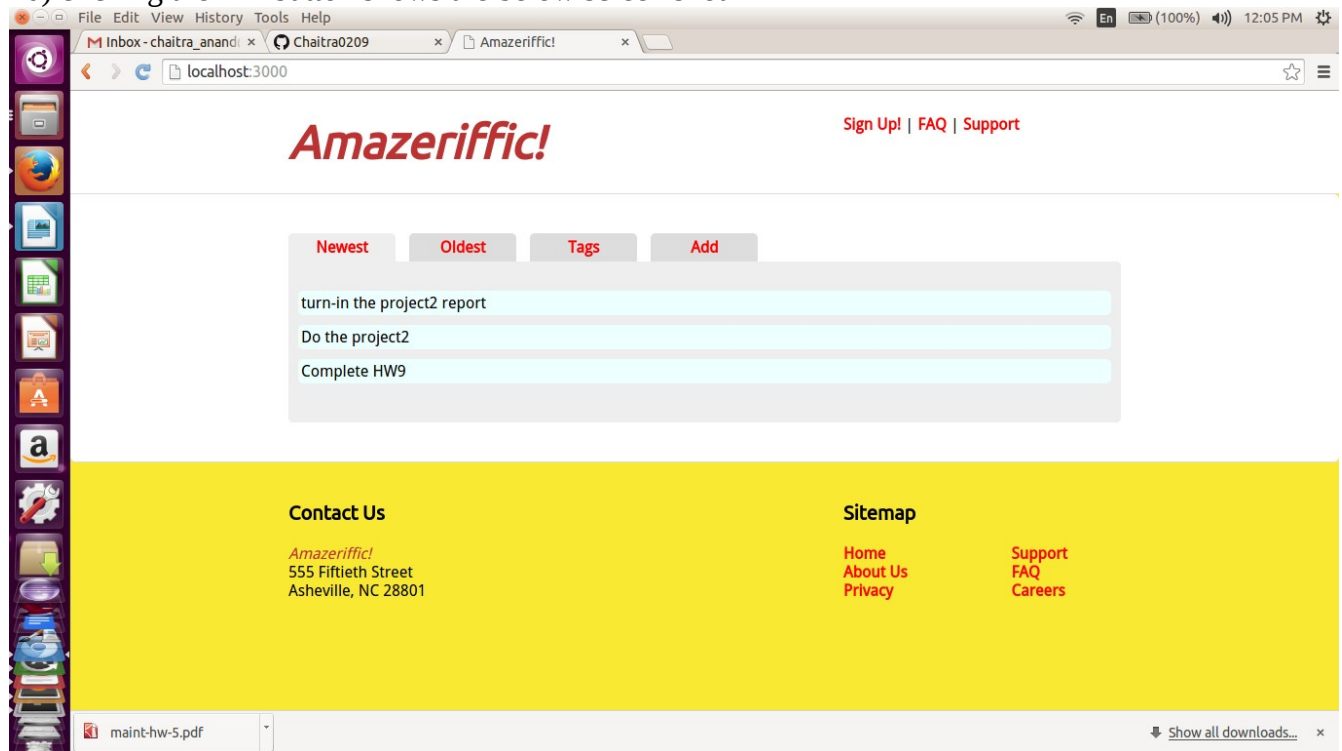 File Edit View History Tools Help
En (100%) 12:05 PM
Inbox - chaitra_anand
Chaitra0209
Amazeriffic!
localhost:3000
Amazeriffic!
Sign Up! | FAQ | Support
Newest Oldest Tags Add
turn-in the project2 report
Do the project2
Complete HW9
Contact Us
Amazeriffic!
555 Fiftieth Street
Asheville, NC 28801
Sitemap
Home Support
About Us FAQ
Privacy Careers
maint-hw-5.pdf
Show all downloads...